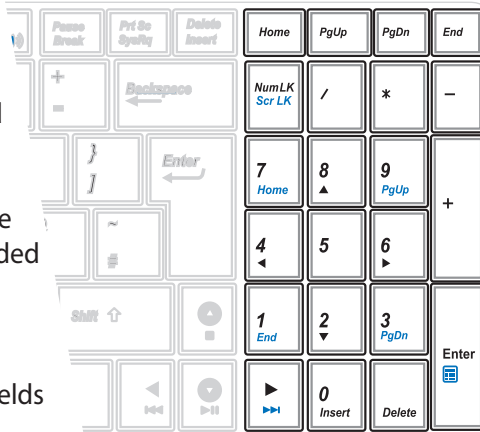 Pause Break Prt Sc SysRq Delete Insert Home PgUp PgDn End
+ - Backspace NumLK Scr LK / * -
} ] Enter 7 Home 8 9 PgUp +
~ # 4 5 6
Shift 1 End 2 3 PgDn Enter
0 Insert Delete
ded
elds